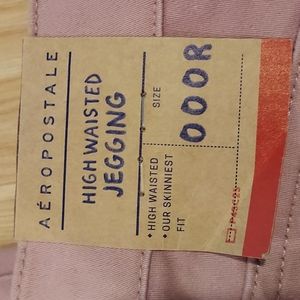 AÉROPOSTALE
HIGH WAISTED
JEGGING
• HIGH WAISTED
• OUR SKINNIEST
FIT
SIZE
000R